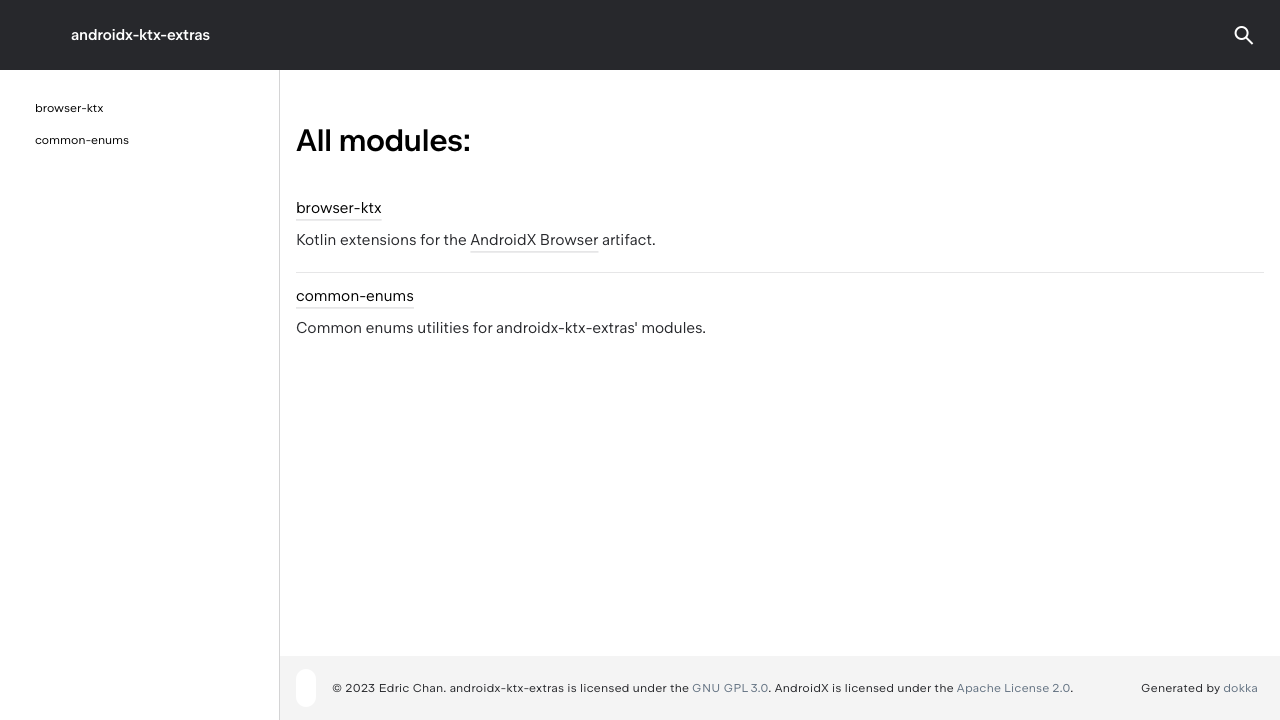 androidx-ktx-extras
browser-ktx
common-enums
All modules:
browser-ktx
Kotlin extensions for the AndroidX Browser artifact.
common-enums
Common enums utilities for androidx-ktx-extras' modules.
© 2023 Edric Chan. androidx-ktx-extras is licensed under the GNU GPL 3.0. AndroidX is licensed under the Apache License 2.0.
Generated by dokka